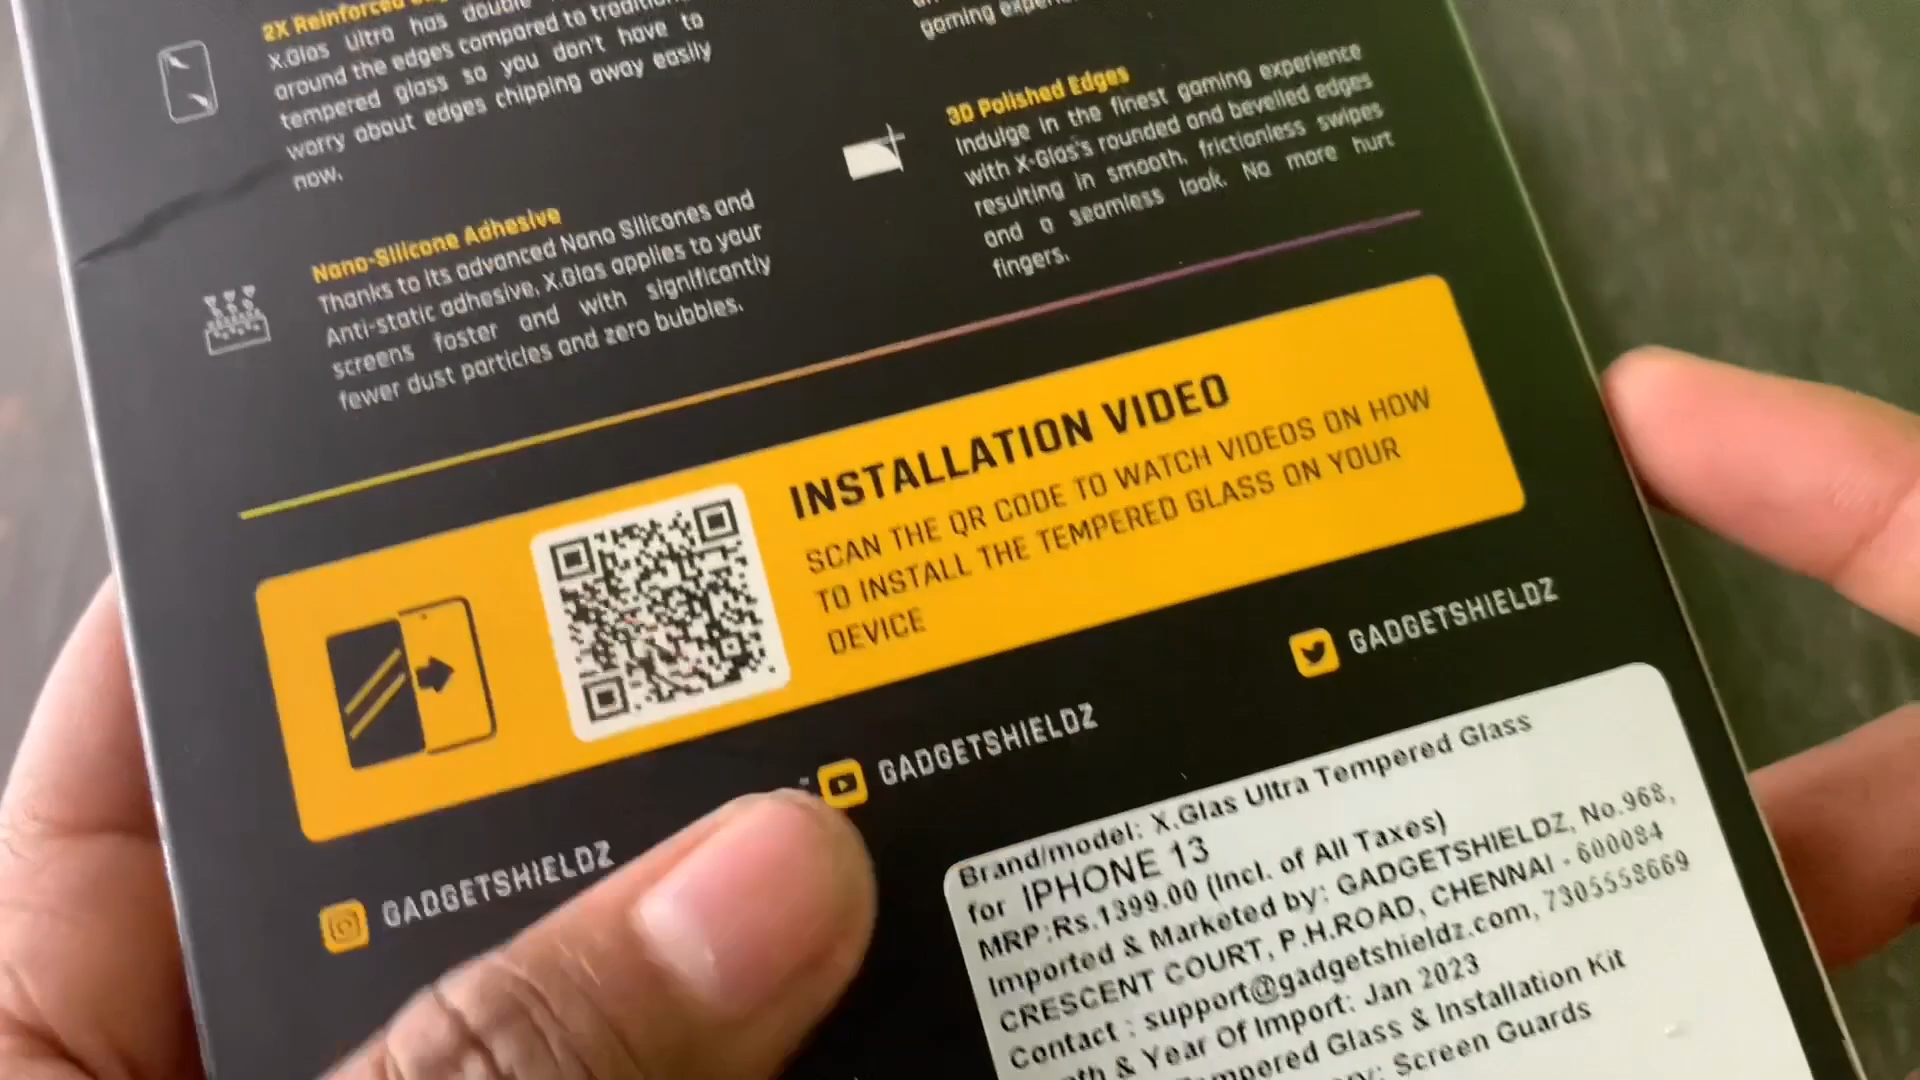 2X Reinforced
X.Glas Ultra has double
around the edges compared to
tempered glass so you don't have to
worry about edges chipping away easily
now.
Nano-Silicone Adhesive
Thanks to its advanced Nano Silicones and
Anti-static adhesive, X.Glas applies to your
screens faster and with significantly
fewer dust particles and zero bubbles.
gaming
3D Polished Edges
Indulge in the finest gaming experience
with X-Glas's rounded and bevelled edges
resulting in smooth, frictionless swipes
and a seamless look. No more hurt
fingers.
INSTALLATION VIDEO
SCAN THE QR CODE TO WATCH VIDEOS ON HOW
TO INSTALL THE TEMPERED GLASS ON YOUR
DEVICE
GADGETSHIELDZ
GADGETSHIELDZ
GADGETSHIELDZ
Brand/model: X.Glas Ultra Tempered Glass
for IPHONE 13
MRP:Rs.1399.00 (Incl. of All Taxes)
Imported & Marketed by: GADGETSHIELDZ, No.968,
CRESCENT COURT, P.H.ROAD, CHENNAI - 600084
Contact : support@gadgetshieldz.com, 7305558669
& Year Of Import: Jan 2023
Glass & Installation Kit
Screen Guards